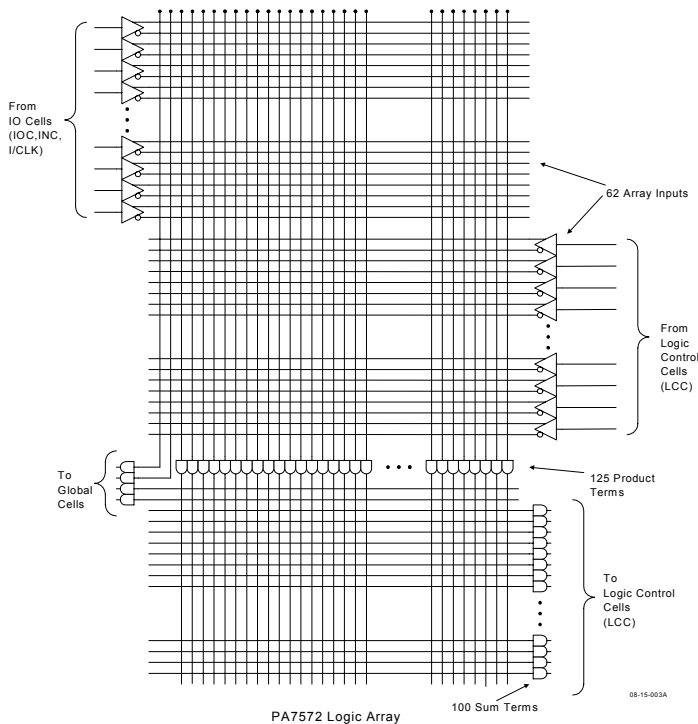 From
IO Cells
(IOC,INC,
I/CLK)
62 Array Inputs
From
Logic
Control
Cells
(LCC)
To
Global
Cells
125 Product
Terms
To
Logic Control
Cells
(LCC)
100 Sum Terms
08-15-003A
PA7572 Logic Array